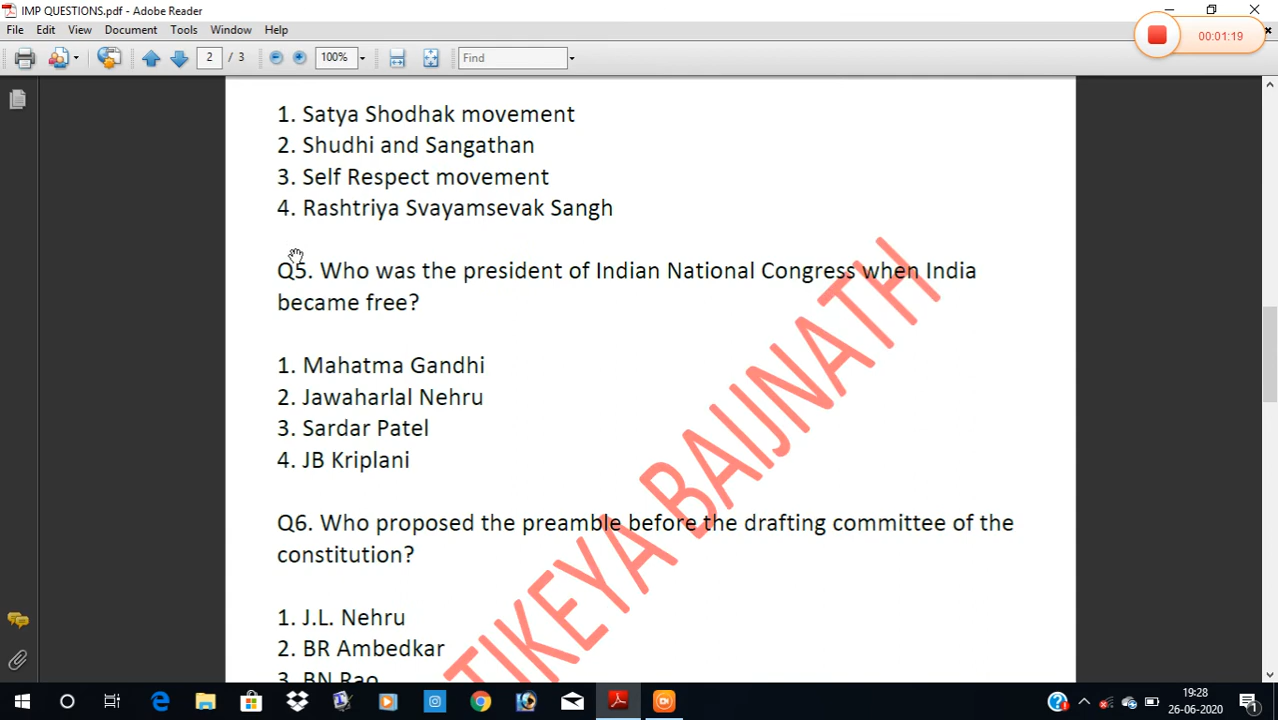 IMP QUESTIONS.pdf - Adobe Reader
File Edit View Document Tools Window Help
00:01:19
2 / 3 100% Find
1. Satya Shodhak movement
2. Shudhi and Sangathan
3. Self Respect movement
4. Rashtriya Svayamsevak Sangh
Q5. Who was the president of Indian National Congress when India
became free?
1. Mahatma Gandhi
2. Jawaharlal Nehru
3. Sardar Patel
4. JB Kriplani
Q6. Who proposed the preamble before the drafting committee of the
constitution?
1. J.L. Nehru
2. BR Ambedkar
3. BN Rao
TIKEYA BAIJNATH
19:28
26-06-2020